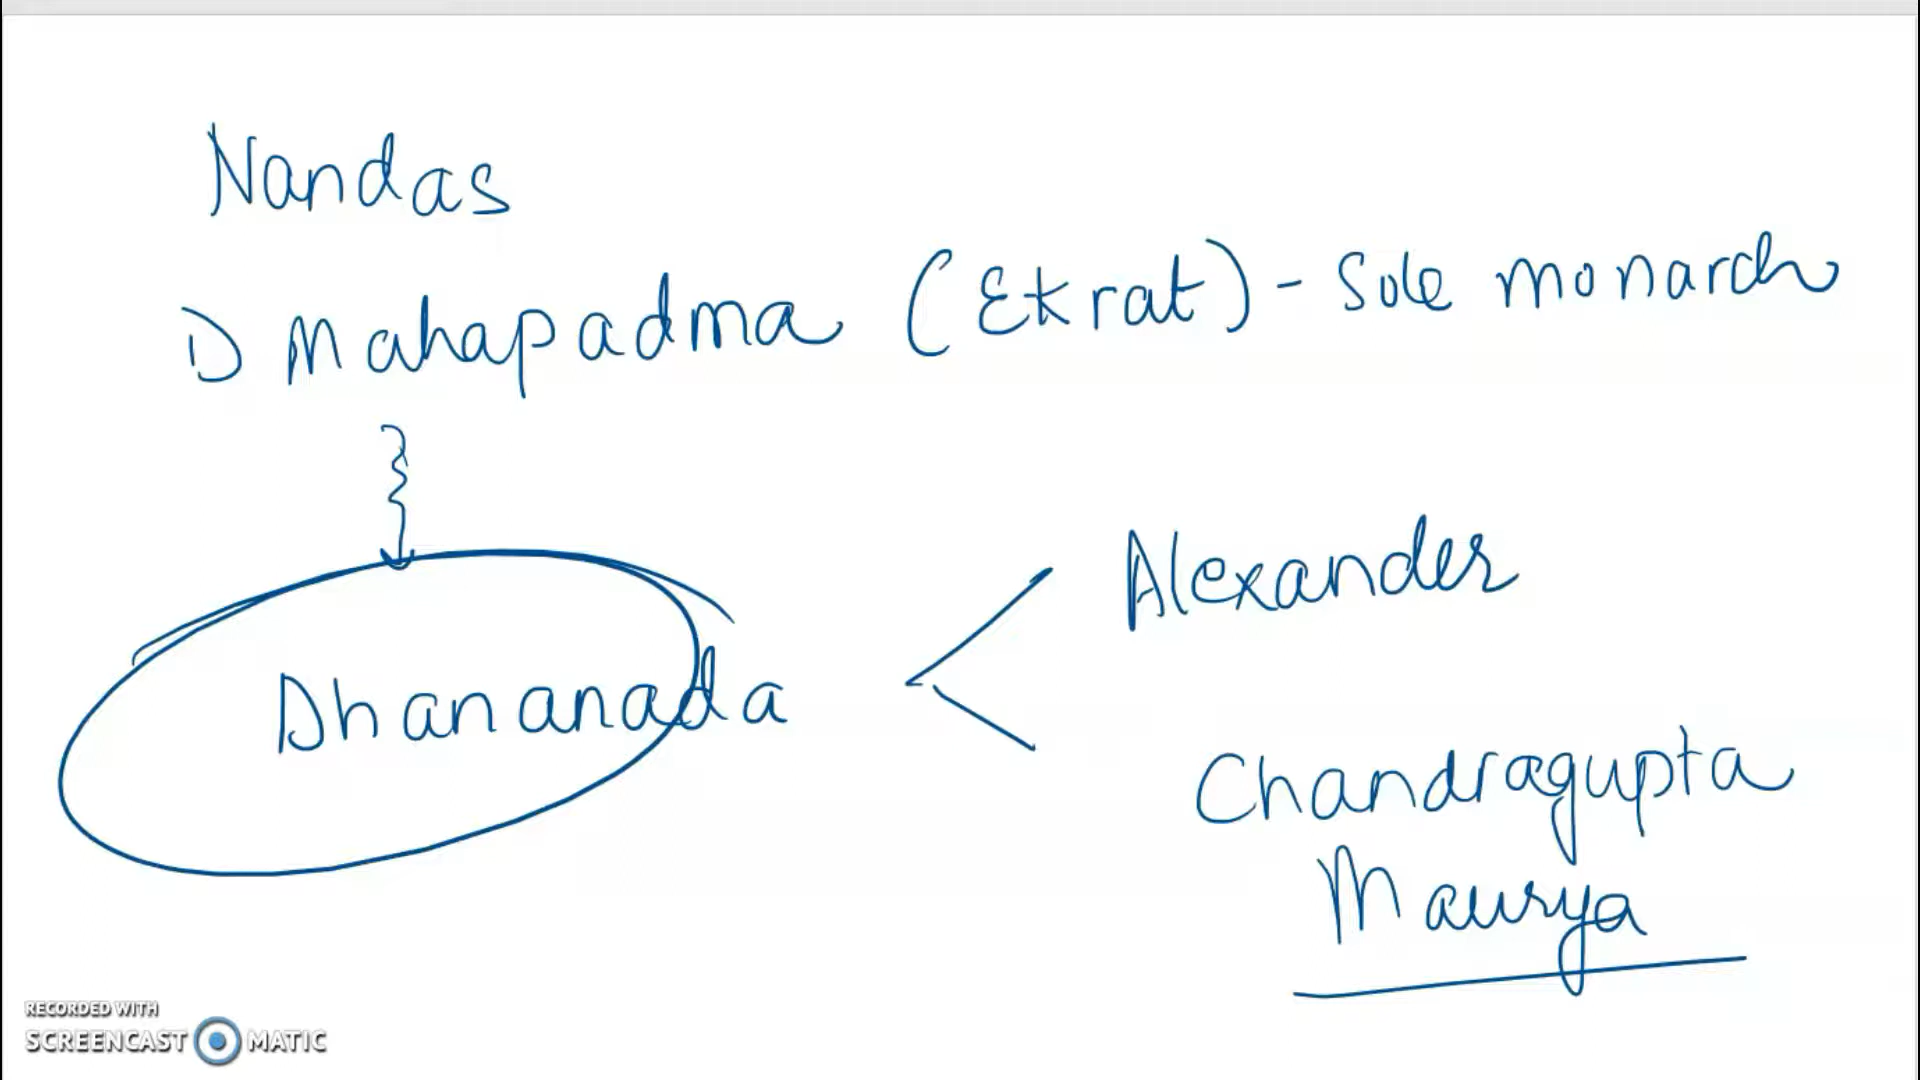 Nandas
1) Mahapadma (Ekrat) - Sole monarch
Dhananada
Alexander
Chandragupta
Maurya
RECORDED WITH
SCREENCAST MATIC